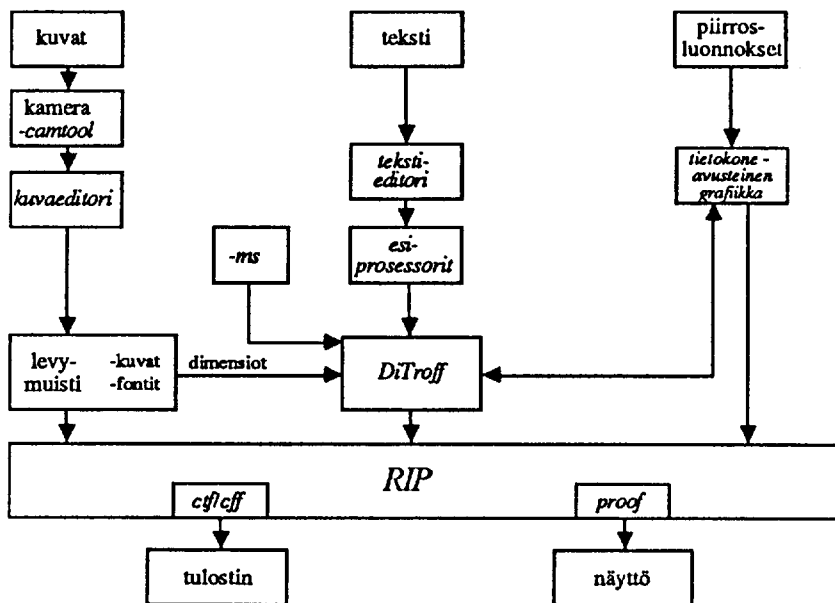 kuvat
teksti
piirros-
luonnokset
kamera
-camtool
teksti-
editori
tietokone -
avusteinen
grafiikka
kuvaeditori
-ms
esi-
prosessorit
levy-
muisti
-kuvat
-fontit
dimensiot
DiTroff
RIP
ctf/cff
proof
tulostin
näyttö